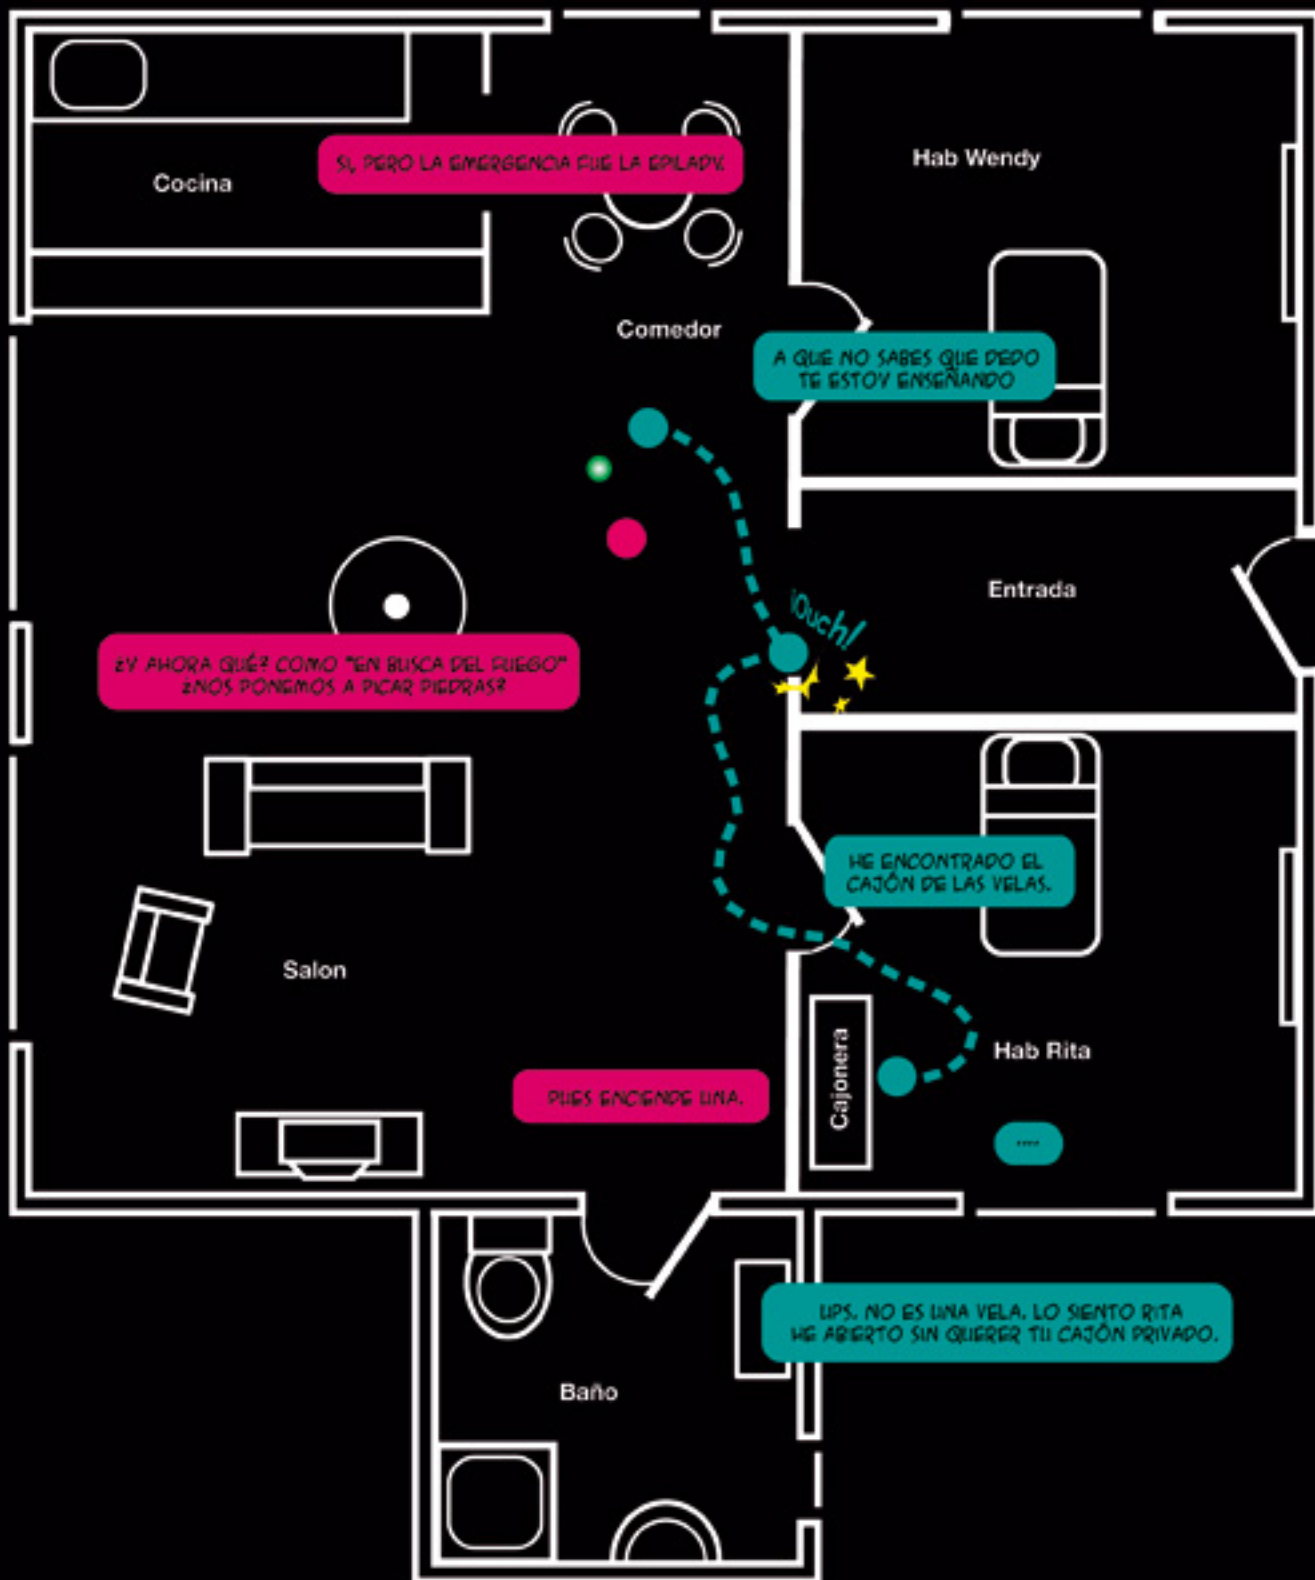 SI, PERO LA EMERGENCIA FUE LA EPILADY.
Cocina
Hab Wendy
Comedor
A QUE NO SABES QUE DEDO
TE ESTOY ENSEÑANDO
Entrada
¡Ouch!
¿Y AHORA QUÉ? COMO "EN BUSCA DEL FUEGO"
¿NOS PONEMOS A PICAR PIEDRAS?
HE ENCONTRADO EL
CAJÓN DE LAS VELAS.
Salon
PUES ENCIENDE UNA.
Cajonera
Hab Rita
....
UPS. NO ES UNA VELA. LO SIENTO RITA
HE ABIERTO SIN QUERER TU CAJÓN PRIVADO.
Baño